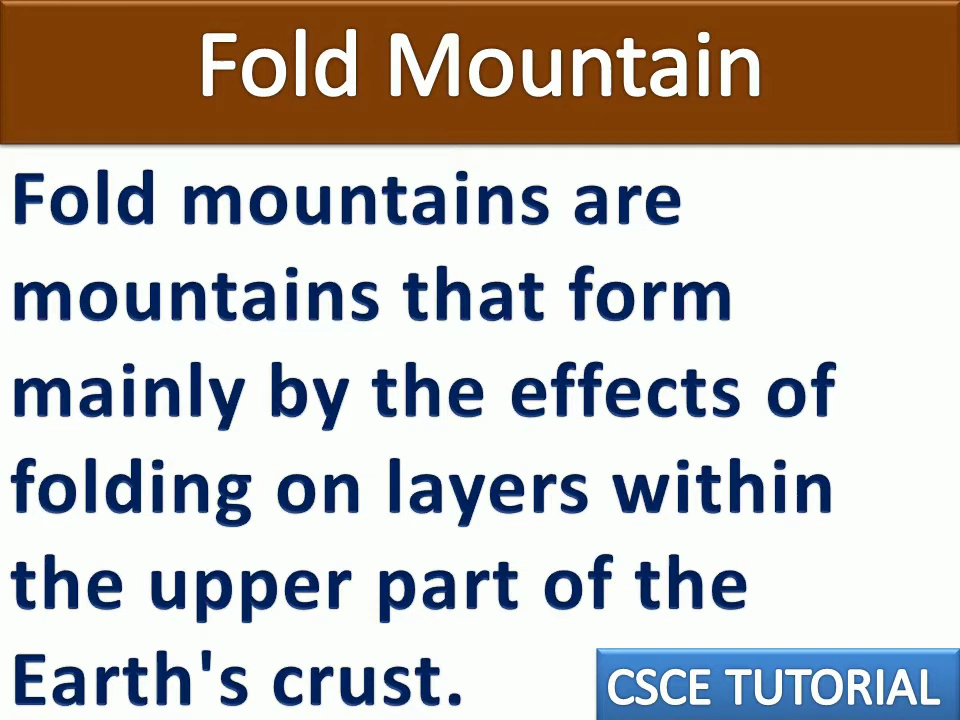 Fold Mountain
Fold mountains are
mountains that form
mainly by the effects of
folding on layers within
the upper part of the
Earth's crust.
CSCE TUTORIAL